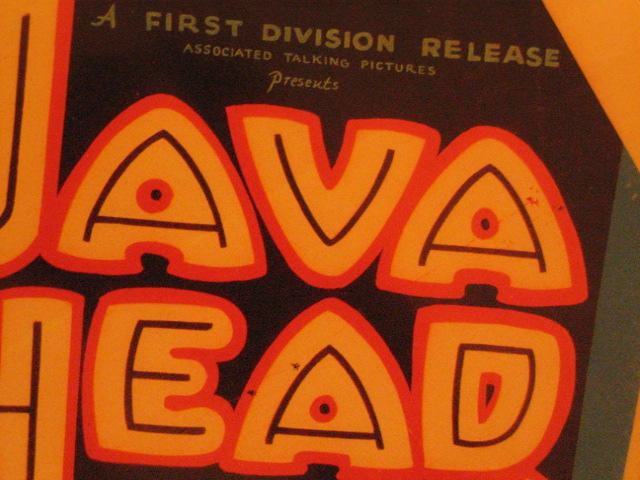 A FIRST DIVISION RELEASE
ASSOCIATED TALKING PICTURES
Presents
JAVA
HEAD